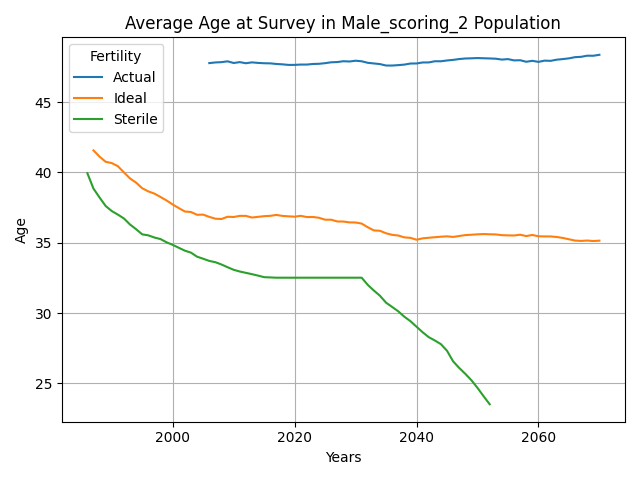 Average Age at Survey in Male_scoring_2 Population
Fertility
Actual
Ideal
Sterile
45
40
35
30
25
Age
2000
2020
2040
2060
Years